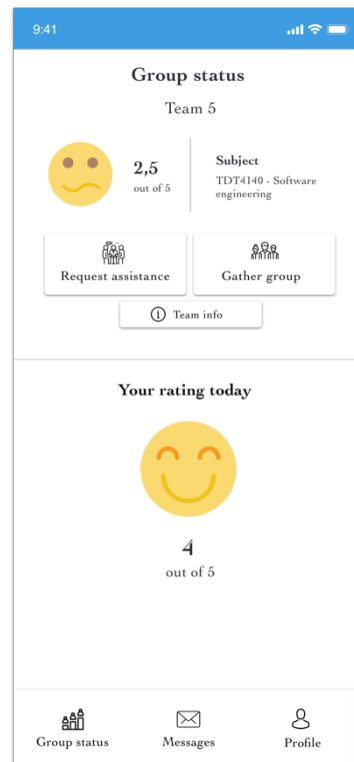 9:41
Group status
Team 5
2,5
out of 5
Subject
TDT4140 - Software
engineering
Request assistance
Gather group
Team info
Your rating today
4
out of 5
Group status
Messages
Profile